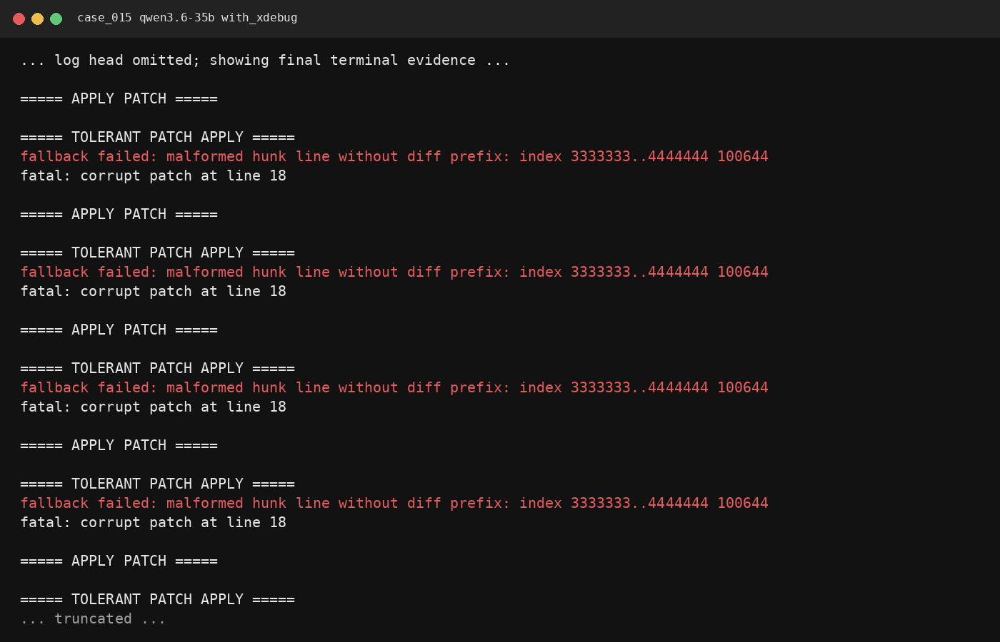 case_015 qwen3.6-35b with_xdebug
... log head omitted; showing final terminal evidence ...
===== APPLY PATCH =====
===== TOLERANT PATCH APPLY =====
fallback failed: malformed hunk line without diff prefix: index 3333333..4444444 100644
fatal: corrupt patch at line 18
===== APPLY PATCH =====
===== TOLERANT PATCH APPLY =====
fallback failed: malformed hunk line without diff prefix: index 3333333..4444444 100644
fatal: corrupt patch at line 18
===== APPLY PATCH =====
===== TOLERANT PATCH APPLY =====
fallback failed: malformed hunk line without diff prefix: index 3333333..4444444 100644
fatal: corrupt patch at line 18
===== APPLY PATCH =====
===== TOLERANT PATCH APPLY =====
fallback failed: malformed hunk line without diff prefix: index 3333333..4444444 100644
fatal: corrupt patch at line 18
===== APPLY PATCH =====
===== TOLERANT PATCH APPLY =====
... truncated ...